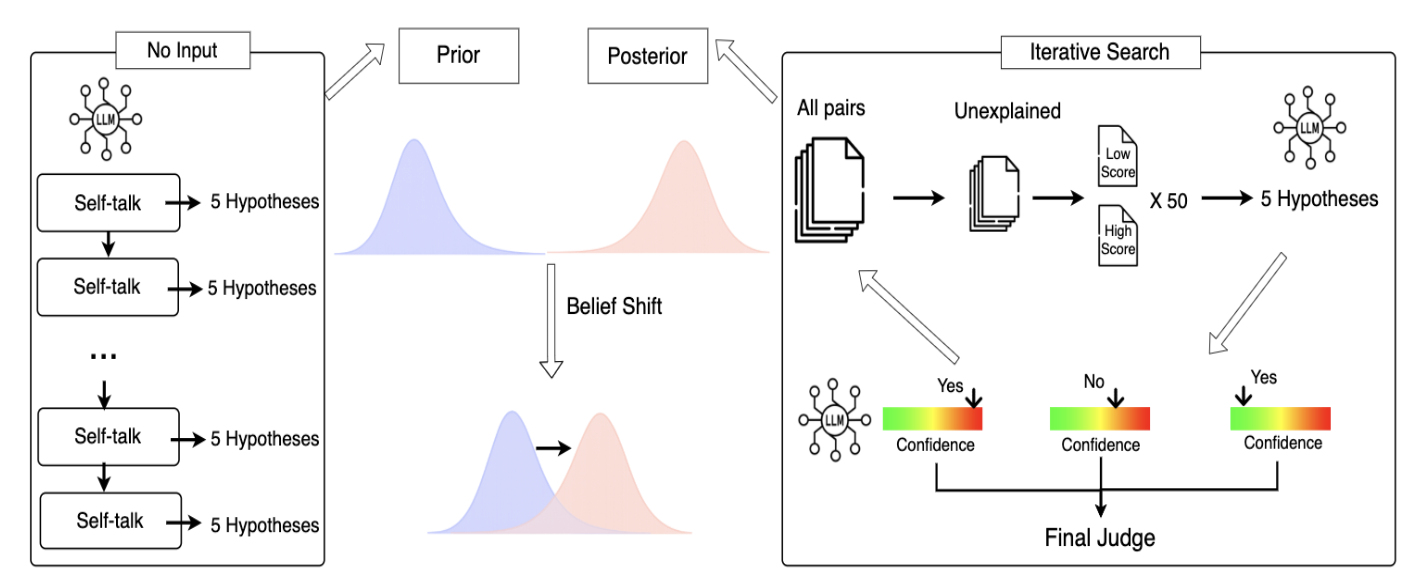 No Input
LLM
Self-talk
5 Hypotheses
Self-talk
5 Hypotheses
...
Self-talk
5 Hypotheses
Self-talk
5 Hypotheses
Prior
Posterior
Belief Shift
Iterative Search
All pairs
Unexplained
Low
Score
High
Score
X 50
LLM
5 Hypotheses
LLM
Yes
Confidence
No
Confidence
Yes
Confidence
Final Judge